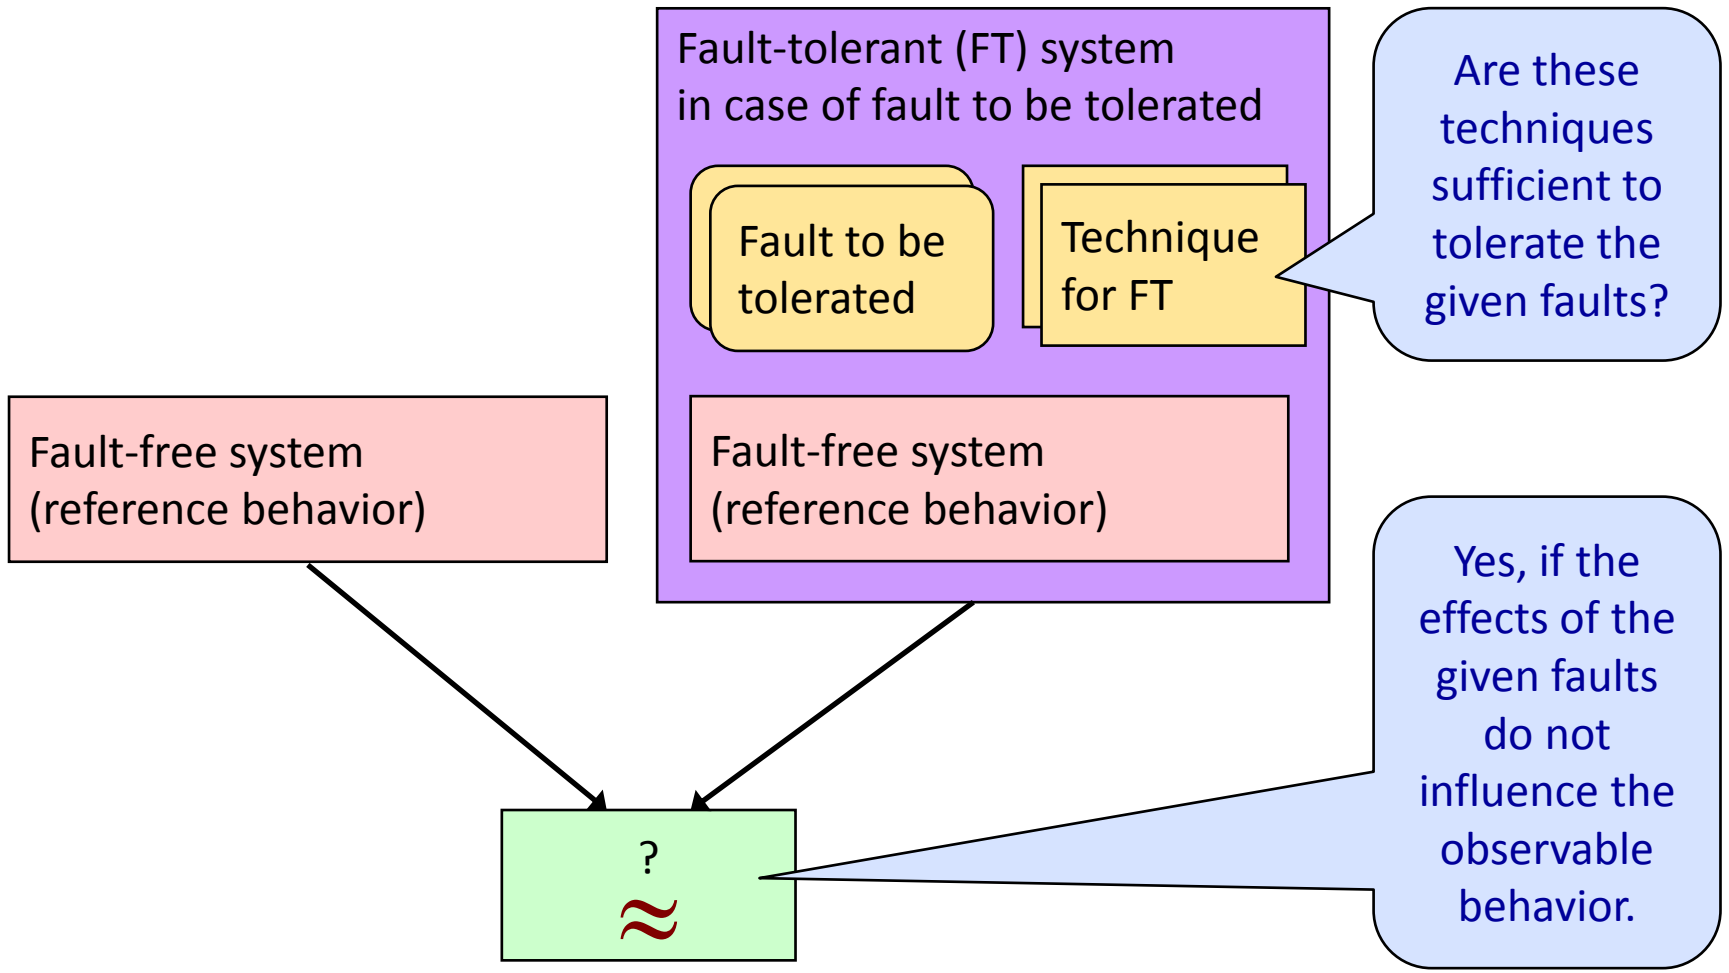 Fault-tolerant (FT) system
in case of fault to be tolerated
Fault to be
tolerated
Technique
for FT
Are these
techniques
sufficient to
tolerate the
given faults?
Fault-free system
(reference behavior)
Fault-free system
(reference behavior)
?
≈
Yes, if the
effects of the
given faults
do not
influence the
observable
behavior.